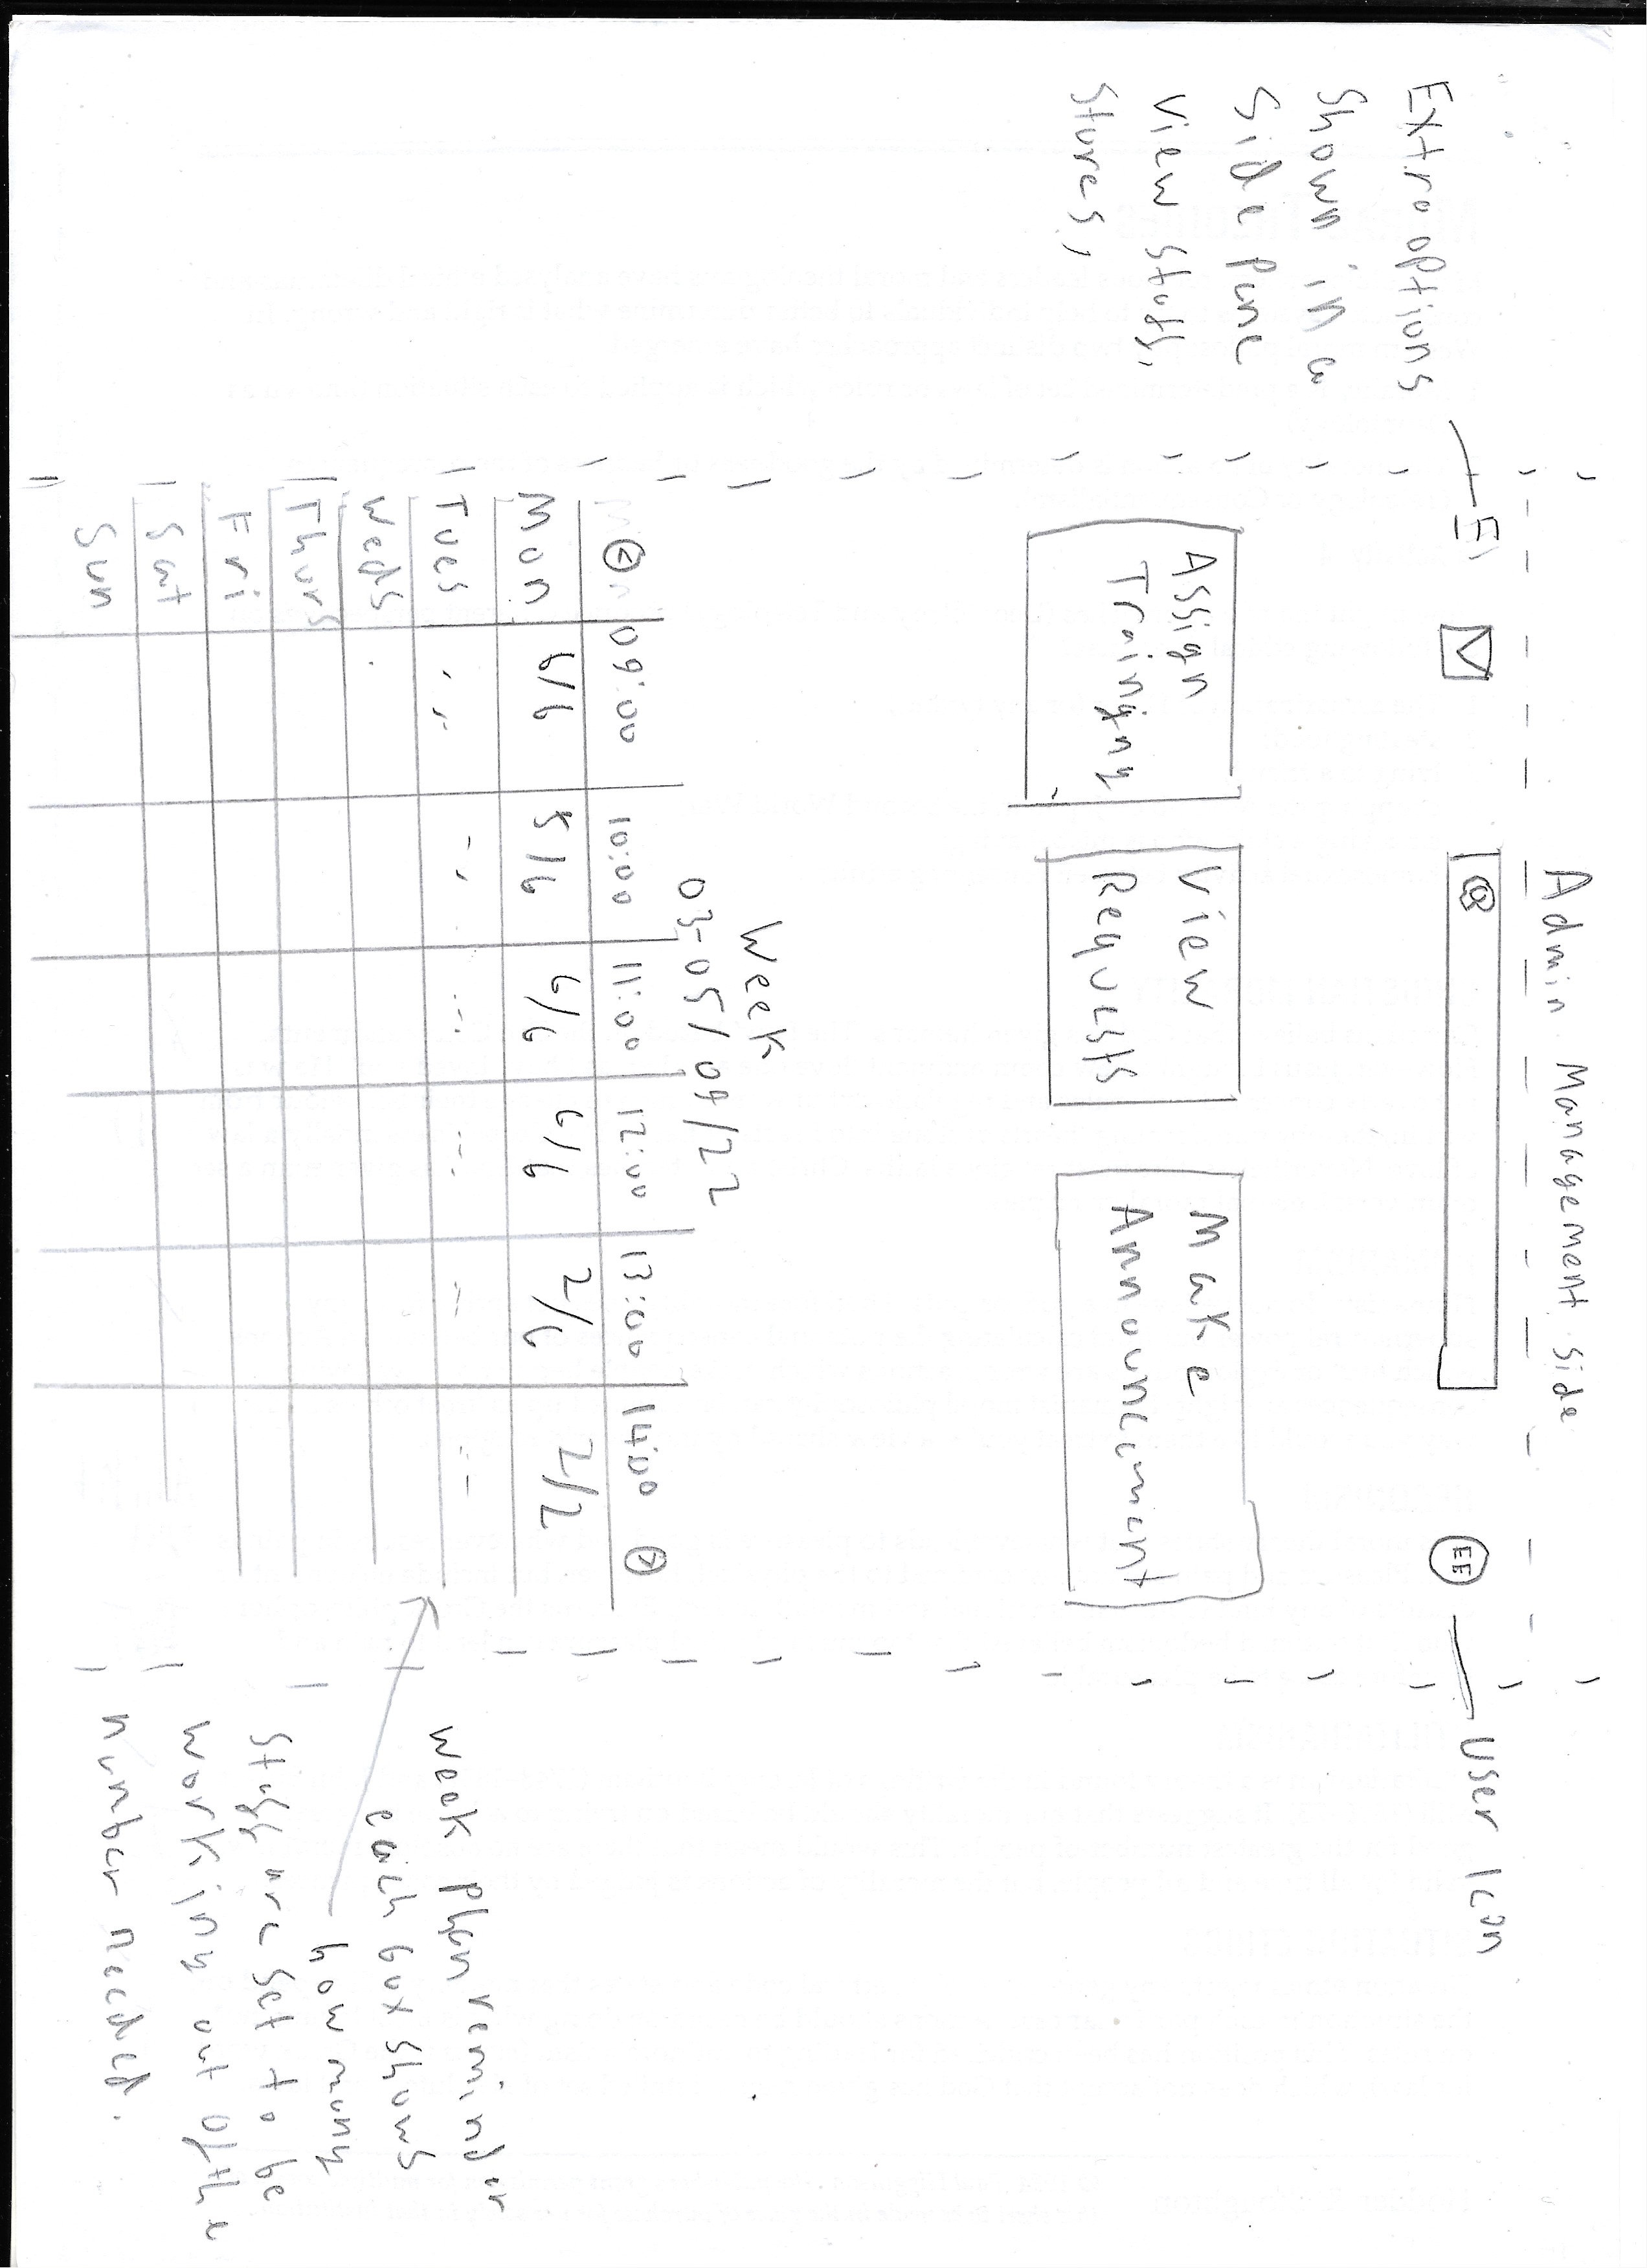 Admin Management side
EE
User Icon
Extra options
Shown in a
Side Pane
View Staff,
Stores,
Assign
Trainging
View
Requests
Make
Announcement
Week
03-05/09/22
< 09:00 10:00 11:00 12:00 13:00 14:00 >
Mon 6/6 5/6 6/6 6/6 2/6 2/2
Tues
Weds
Thurs
Fri
Sat
Sun
Week Plan reminder
each box shows
how many
Staff are set to be
working out of the
number needed.